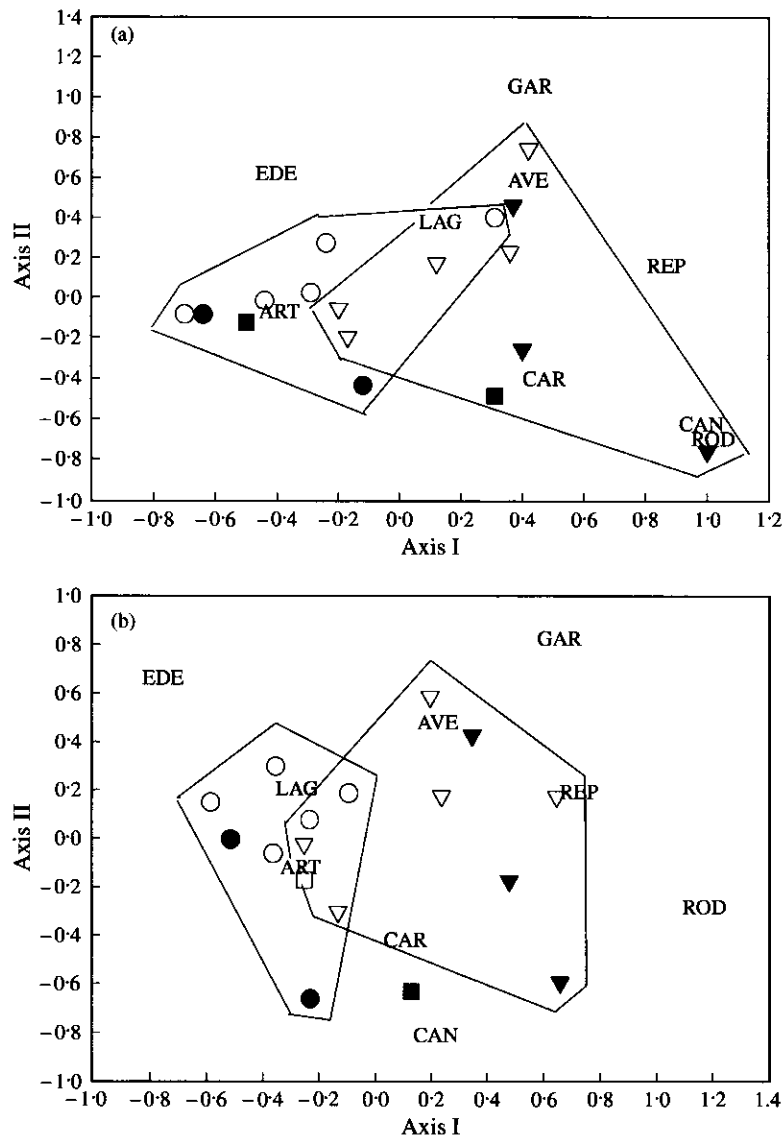 (a)
1·4
1·2
1·0
0·8
0·6
0·4
0·2
0·0
−0·2
−0·4
−0·6
−0·8
−1·0
Axis II
GAR
EDE
AVE
LAG
REP
ART
CAR
CAN
ROD
−1·0 −0·8 −0·6 −0·4 −0·2 0·0 0·2 0·4 0·6 0·8 1·0 1·2
Axis I
(b)
1·0
0·8
0·6
0·4
0·2
0·0
−0·2
−0·4
−0·6
−0·8
−1·0
Axis II
GAR
EDE
AVE
LAG
REP
ART
ROD
CAR
CAN
−1·0 −0·8 −0·6 −0·4 −0·2 0·0 0·2 0·4 0·6 0·8 1·0 1·2 1.4
Axis I